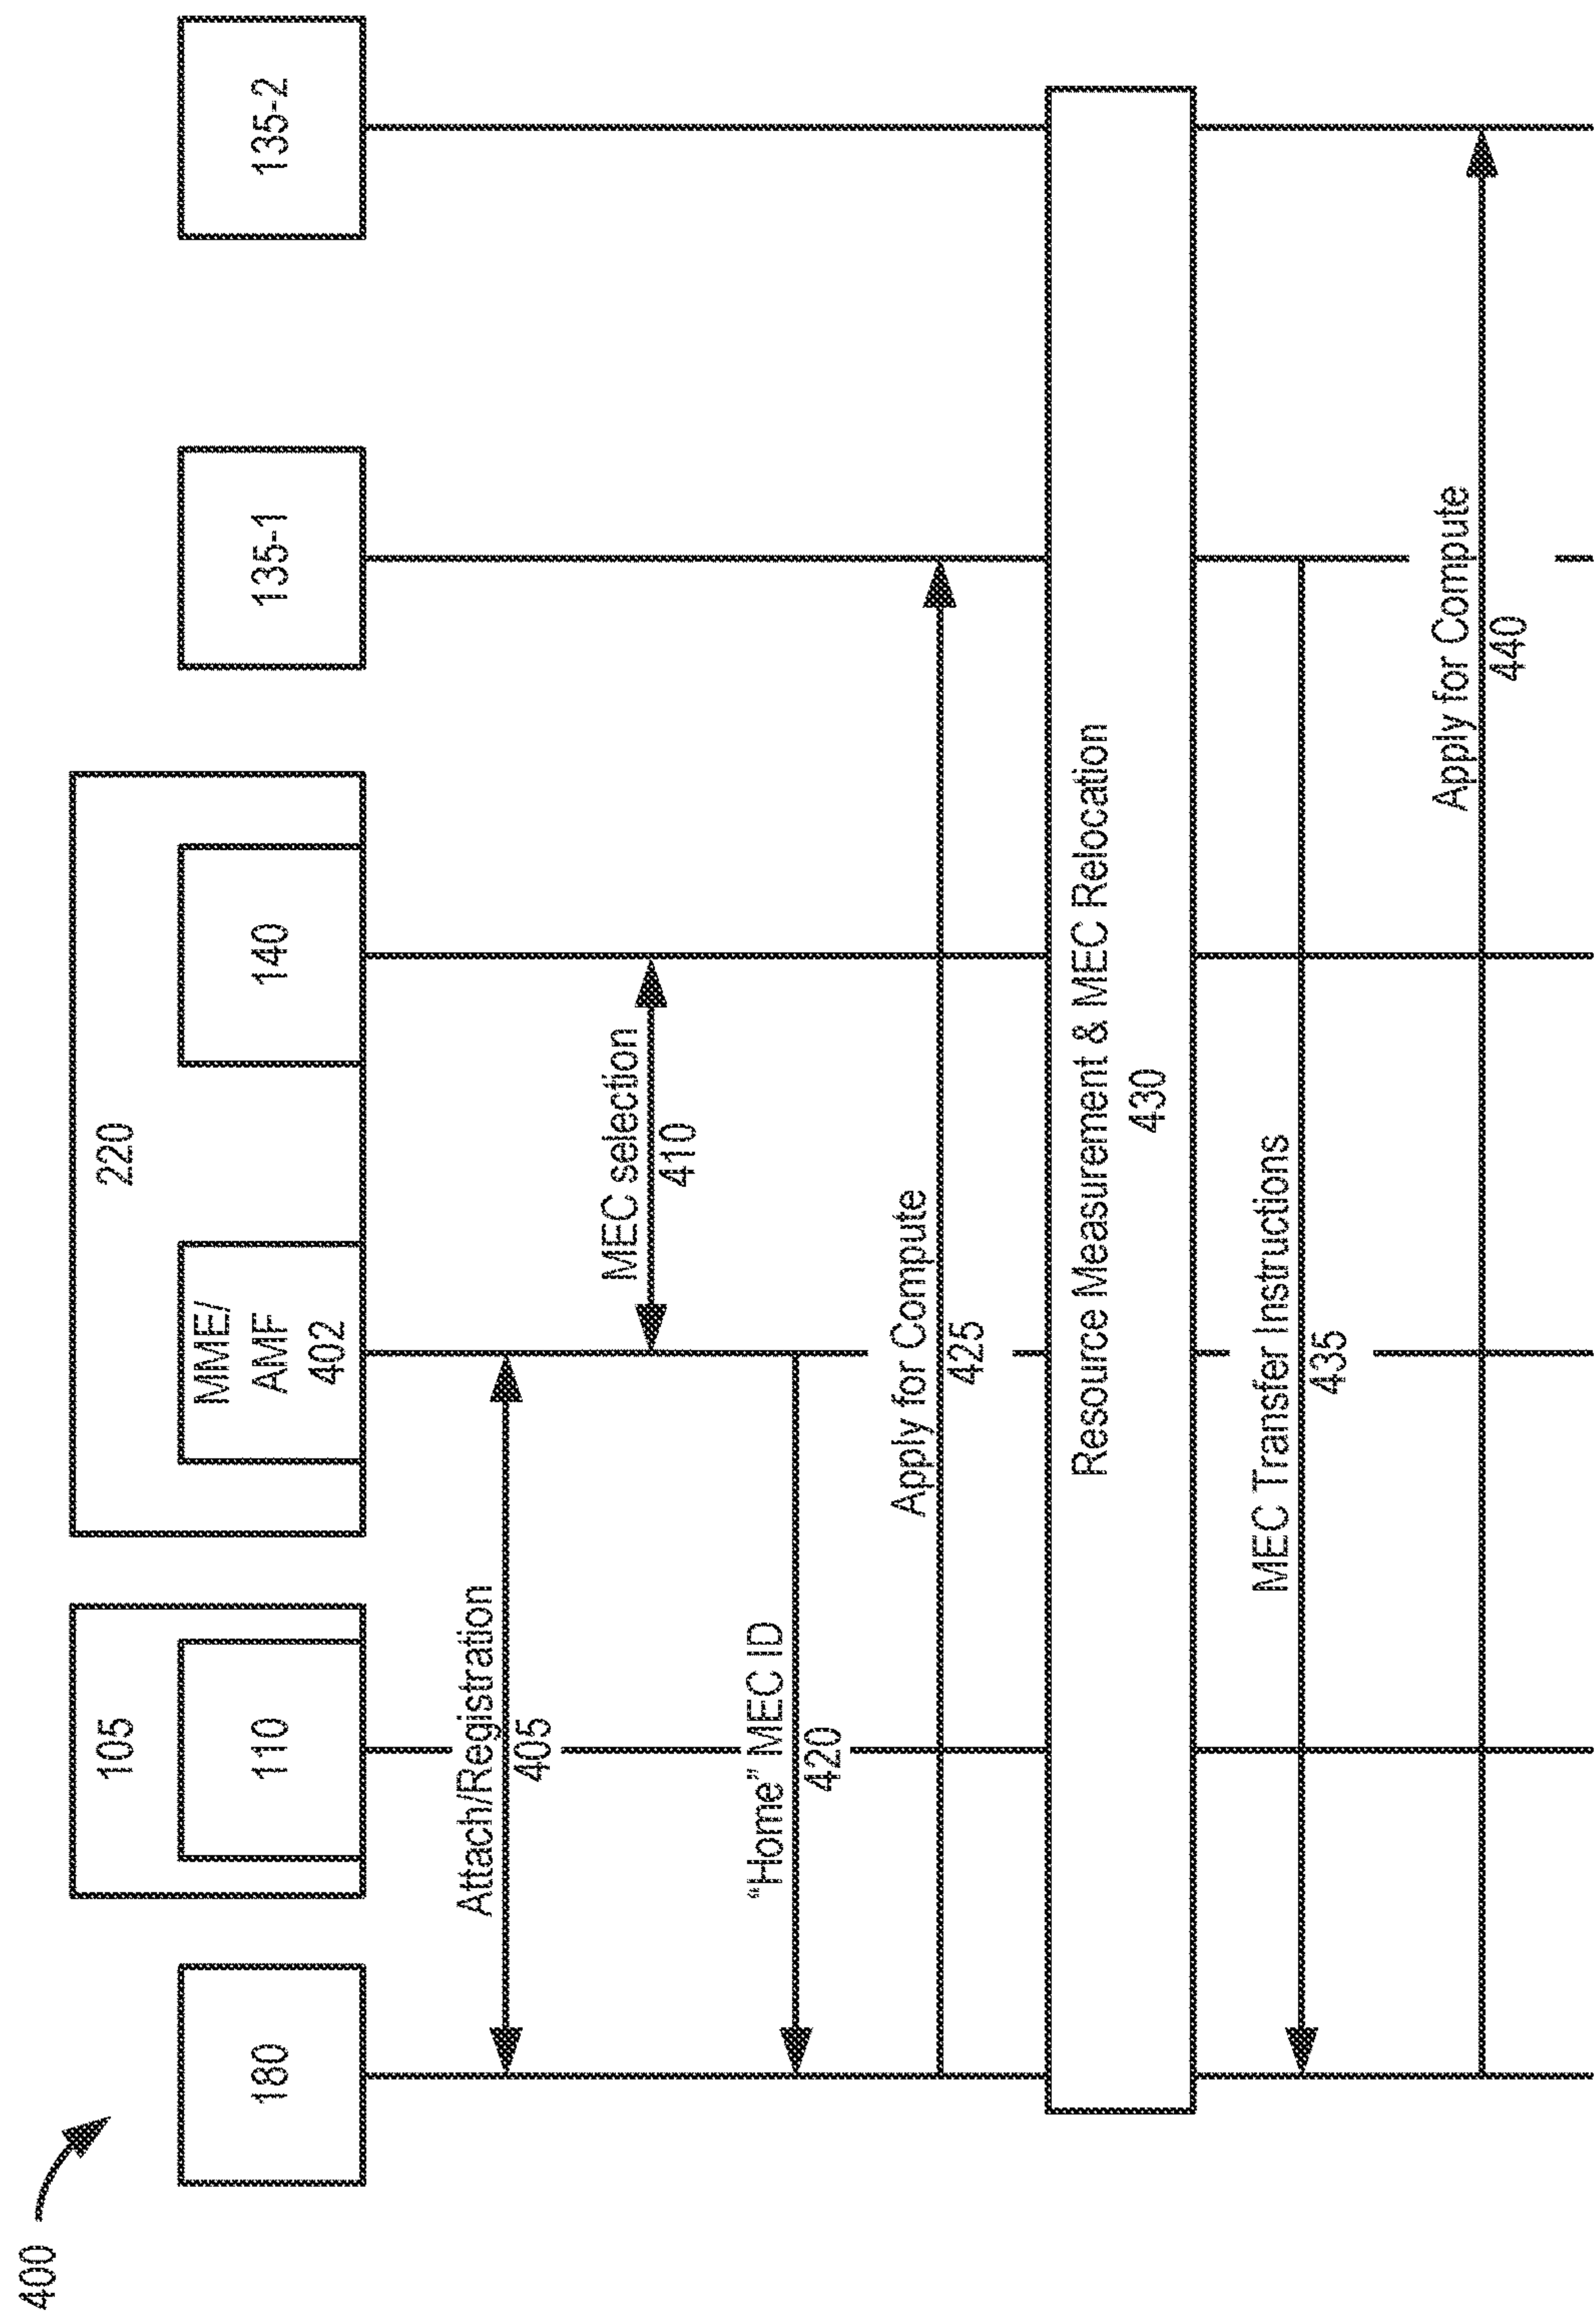 400
180
105
110
220
MME/
AMF
402
140
135-1
135-2
Attach/Registration
405
MEC selection
410
“Home” MEC ID
420
Apply for Compute
425
Resource Measurement & MEC Relocation
430
MEC Transfer Instructions
435
Apply for Compute
440